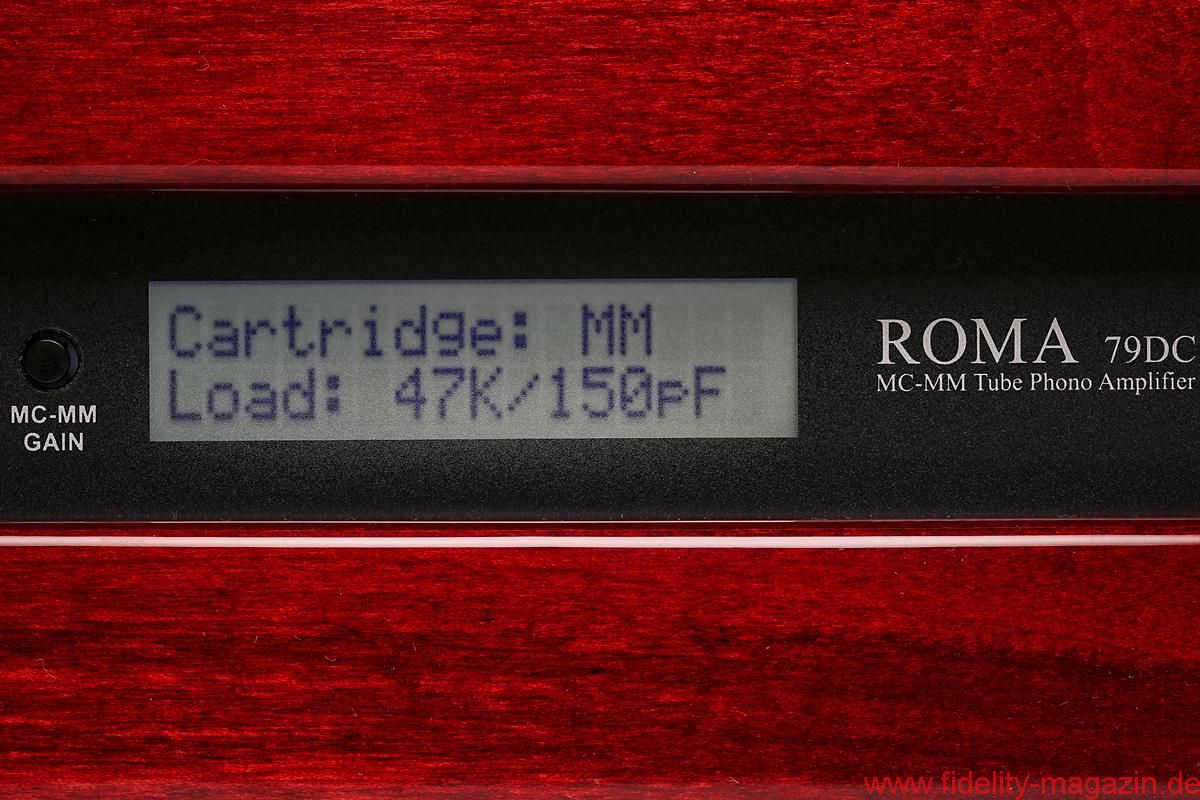 Cartridge: MM
Load: 47K/150pF
MC-MM
GAIN
ROMA 79DC
MC-MM Tube Phono Amplifier
www.fidelity-magazin.de